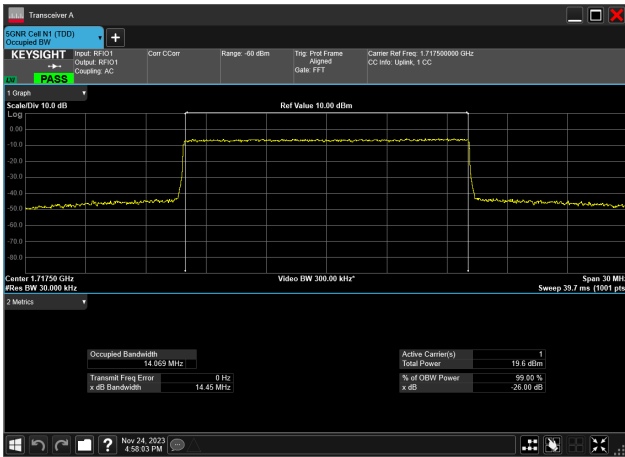 Transceiver A
5GNR Cell N1 (TDD)
Occupied BW
KEYSIGHT
Input: RFIO1
Output: RFIO1
Coupling: AC
Corr CCorr
Range: -60 dBm
Trig: Prot Frame
Aligned
Gate: FFT
Carrier Ref Freq: 1.717500000 GHz
CC Info: Uplink, 1 CC
LXI
PASS
1 Graph
Scale/Div 10.0 dB
Ref Value 10.00 dBm
Log
0.00
-10.0
-20.0
-30.0
-40.0
-50.0
-60.0
-70.0
-80.0
Center 1.71750 GHz
#Res BW 30.000 kHz
Video BW 300.00 kHz*
Span 30 MHz
Sweep 39.7 ms (1001 pts
2 Metrics
Occupied Bandwidth
14.069 MHz
Transmit Freq Error 0 Hz
x dB Bandwidth 14.45 MHz
Active Carrier(s) 1
Total Power 19.6 dBm
% of OBW Power 99.00 %
x dB -26.00 dB
?
Nov 24, 2023
4:58:03 PM